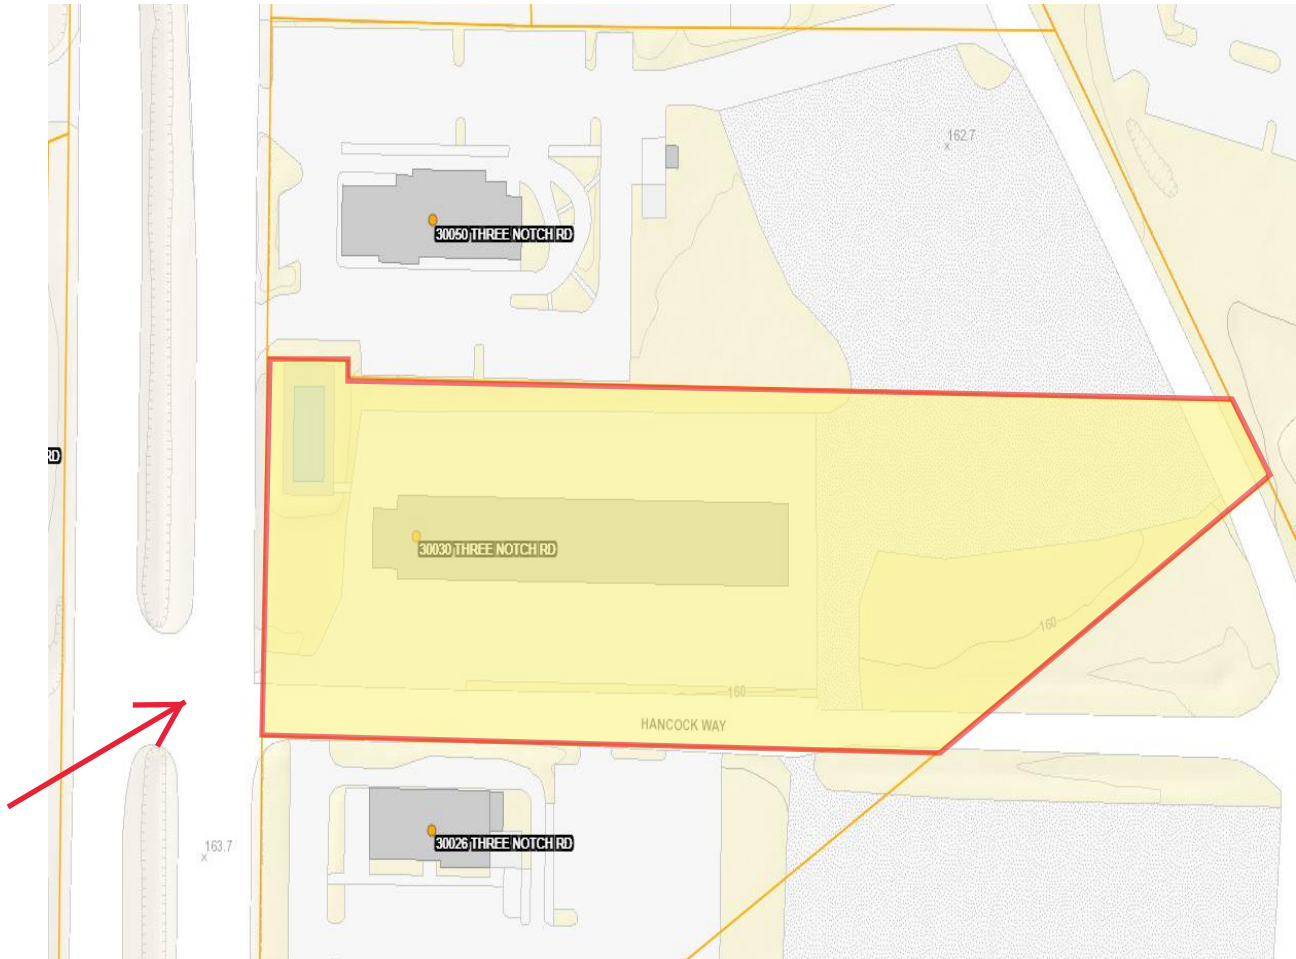 162.7
30050 THREE NOTCH RD
RD
30030 THREE NOTCH RD
160
160
HANCOCK WAY
30026 THREE NOTCH RD
163.7